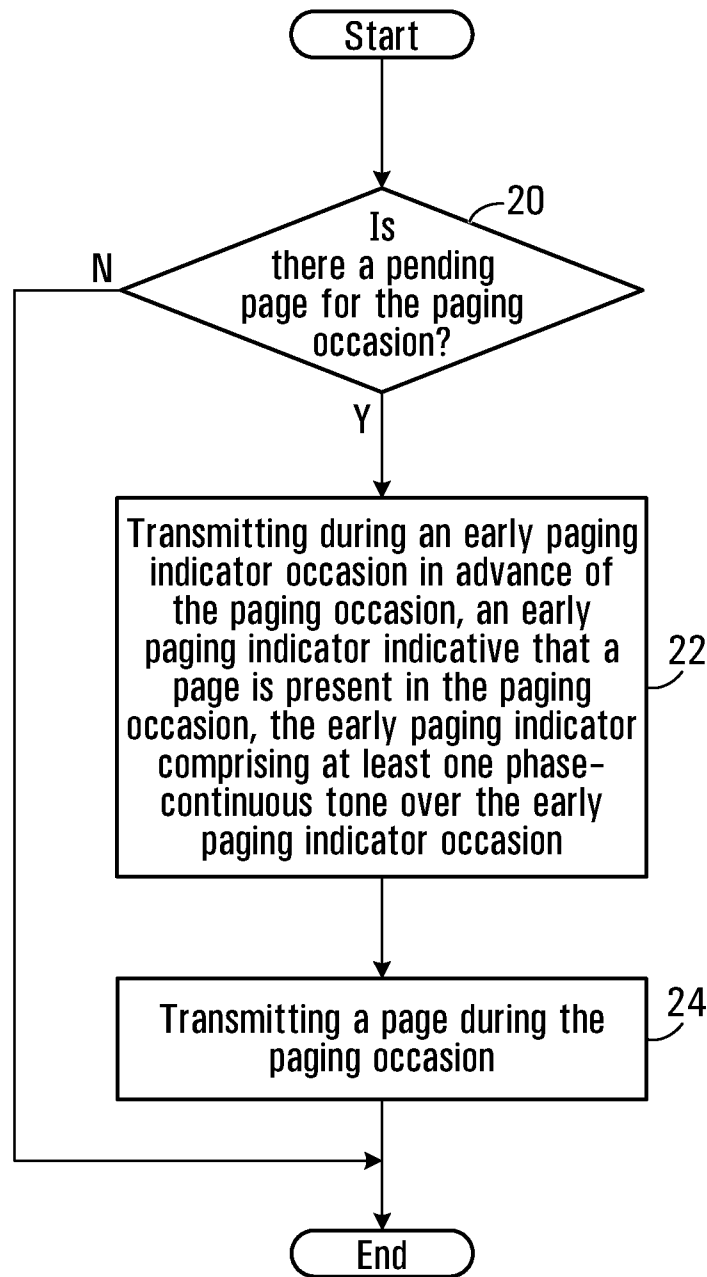 Start
20
Is
there a pending
page for the paging
occasion?
N
Y
Transmitting during an early paging
indicator occasion in advance of
the paging occasion, an early
paging indicator indicative that a
page is present in the paging
occasion, the early paging indicator
comprising at least one phase-
continuous tone over the early
paging indicator occasion
22
Transmitting a page during the
paging occasion
24
End